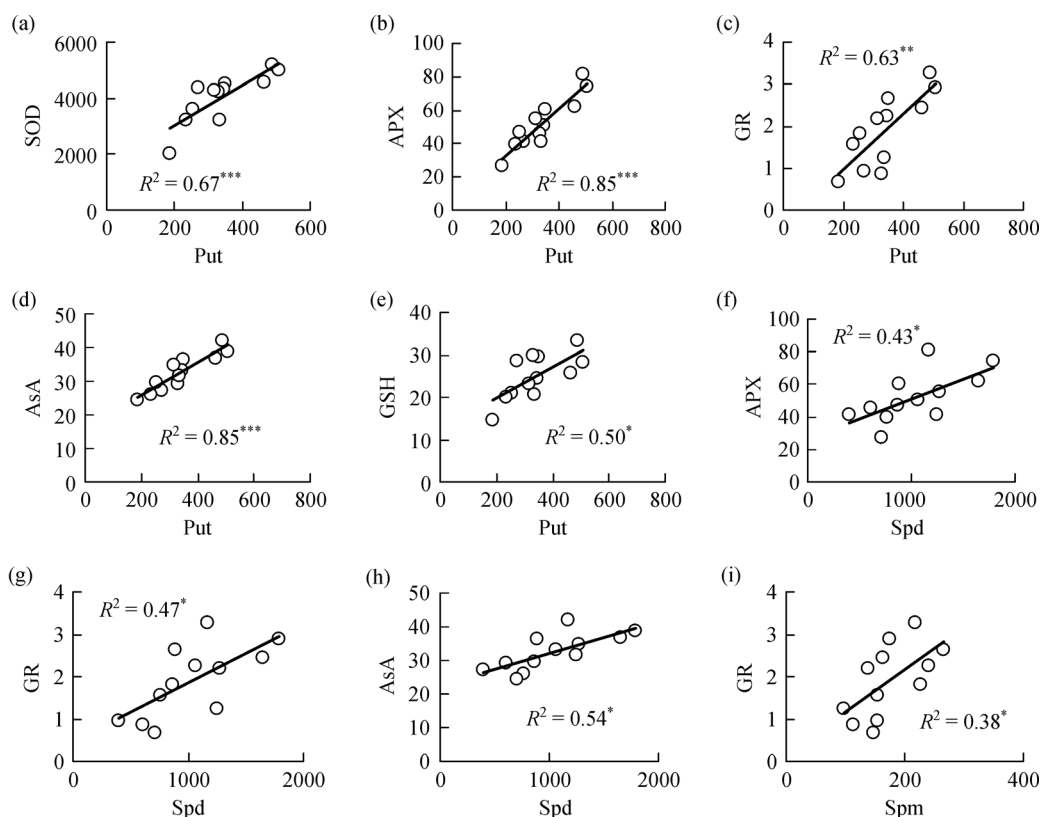 (a)
6000
4000
2000
0
SOD
R² = 0.67***
0 200 400 600
Put
(b)
100
80
60
40
20
0
APX
R² = 0.85***
0 200 400 600 800
Put
(c)
4
3
2
1
0
GR
R² = 0.63**
0 200 400 600 800
Put
(d)
50
40
30
20
10
0
AsA
R² = 0.85***
0 200 400 600 800
Put
(e)
40
30
20
10
0
GSH
R² = 0.50*
0 200 400 600 800
Put
(f)
100
80
60
40
20
0
APX
R² = 0.43*
0 1000 2000
Spd
(g)
4
3
2
1
0
GR
R² = 0.47*
0 1000 2000
Spd
(h)
50
40
30
20
10
0
AsA
R² = 0.54*
0 1000 2000
Spd
(i)
4
3
2
1
0
GR
R² = 0.38*
0 200 400
Spm